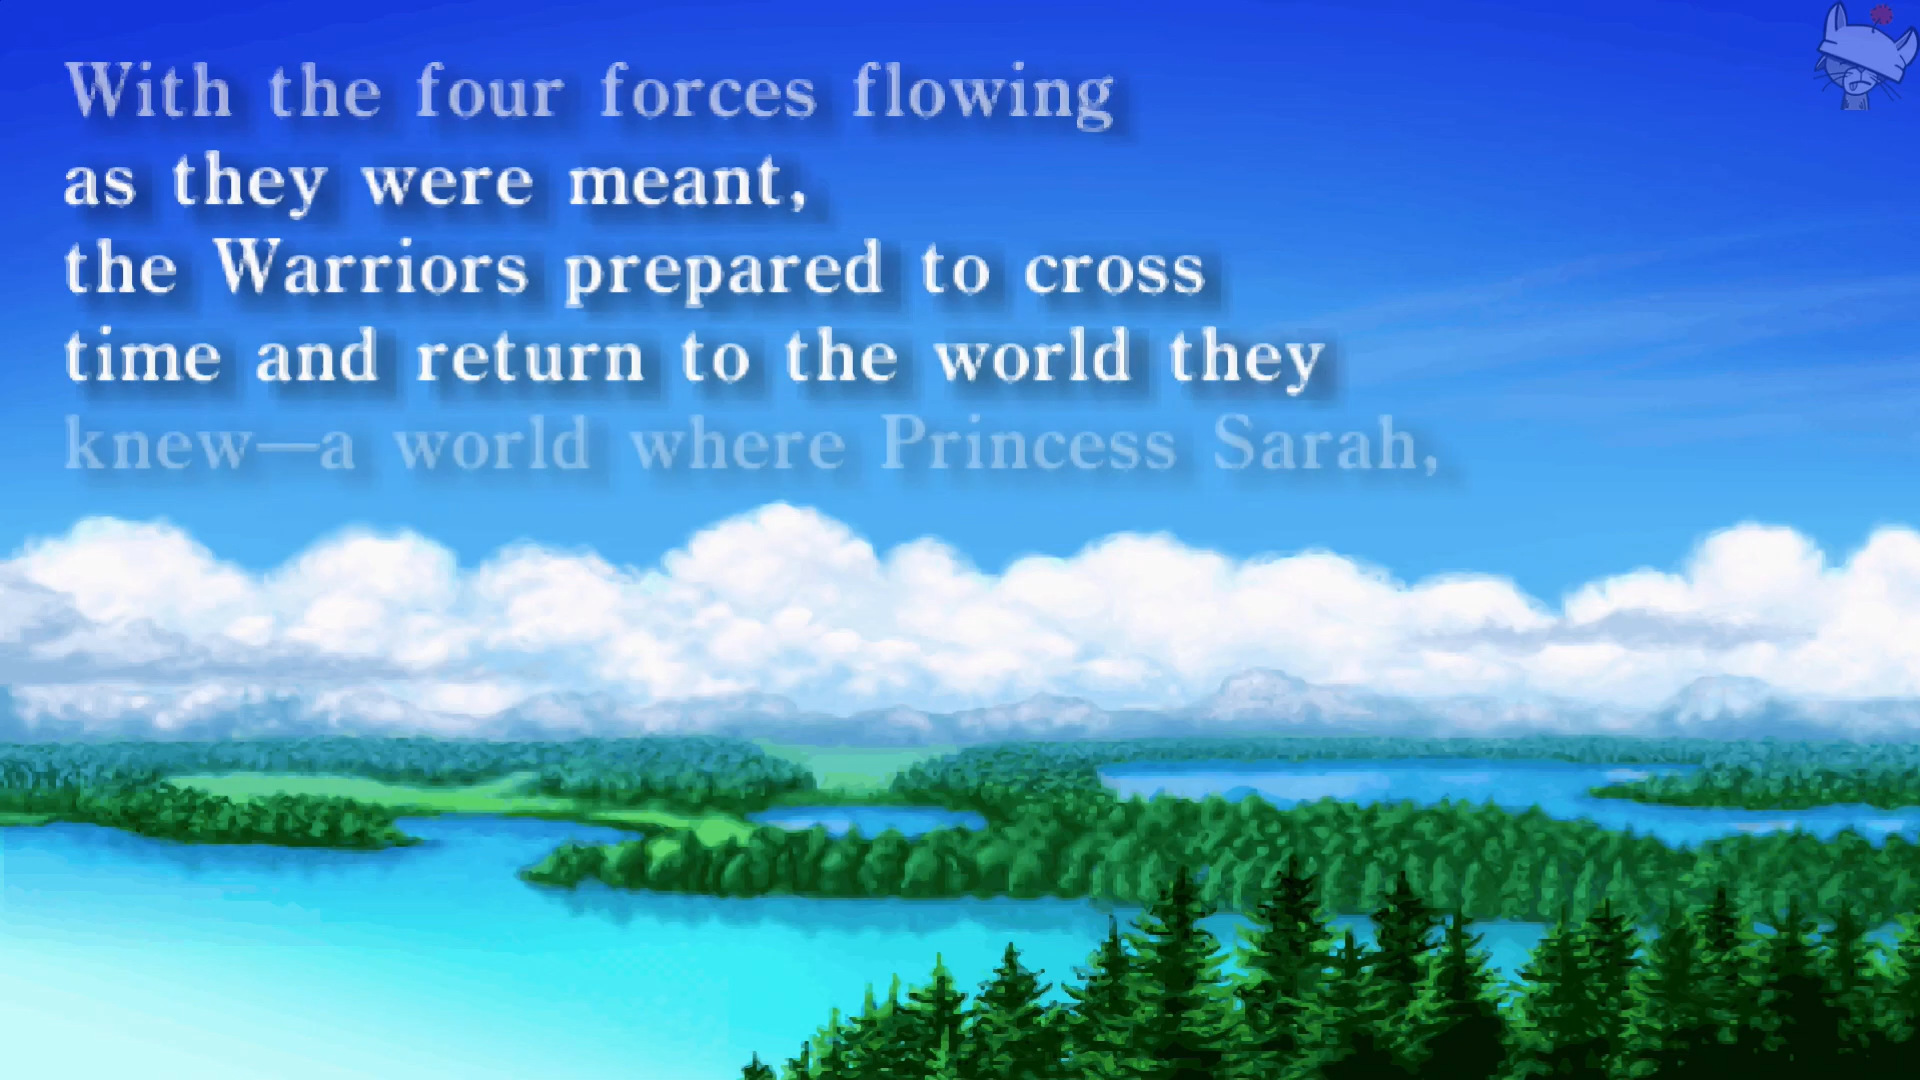 With the four forces flowing
as they were meant,
the Warriors prepared to cross
time and return to the world they
knew—a world where Princess Sarah,